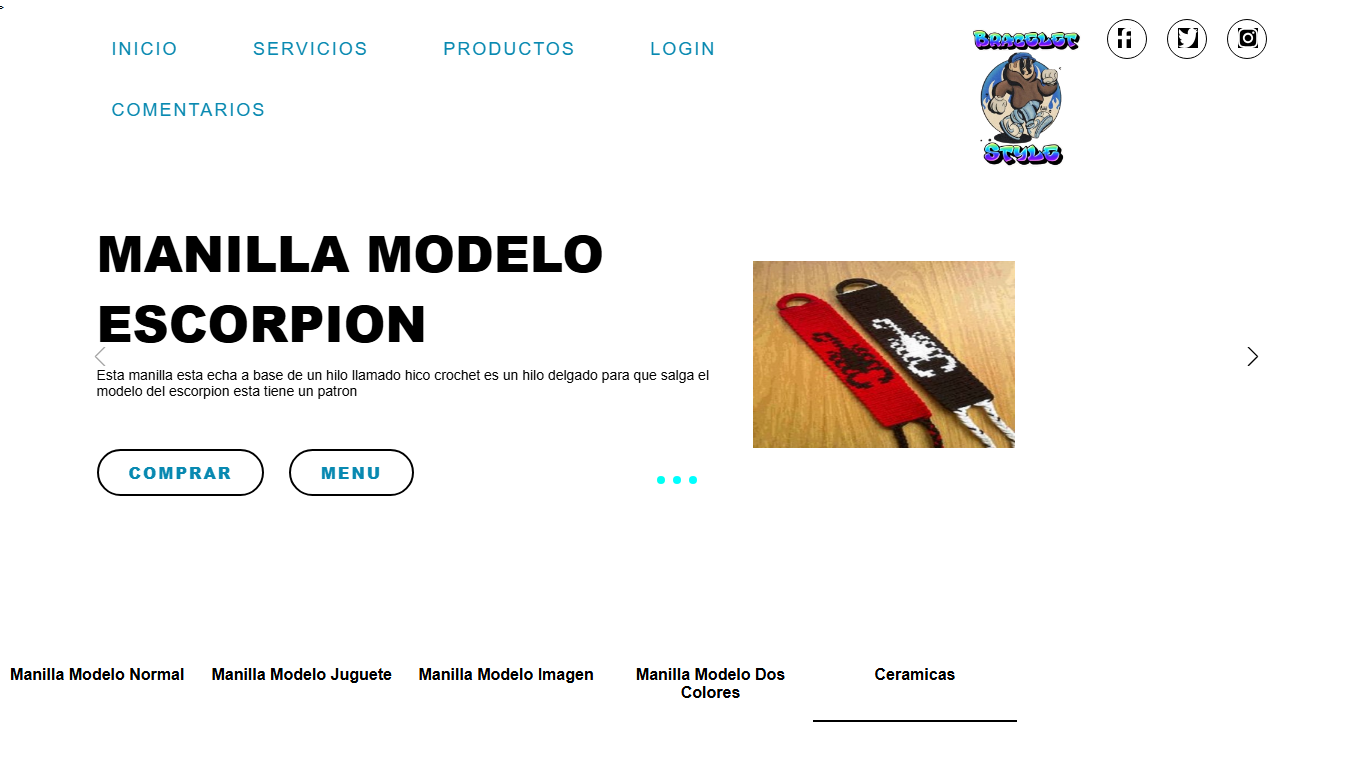 >
INICIO SERVICIOS PRODUCTOS LOGIN
COMENTARIOS
BRACELET
STYLE
MANILLA MODELO
ESCORPION
Esta manilla esta echa a base de un hilo llamado hico crochet es un hilo delgado para que salga el
modelo del escorpion esta tiene un patron
COMPRAR MENU
Manilla Modelo Normal Manilla Modelo Juguete Manilla Modelo Imagen Manilla Modelo Dos Ceramicas
Colores